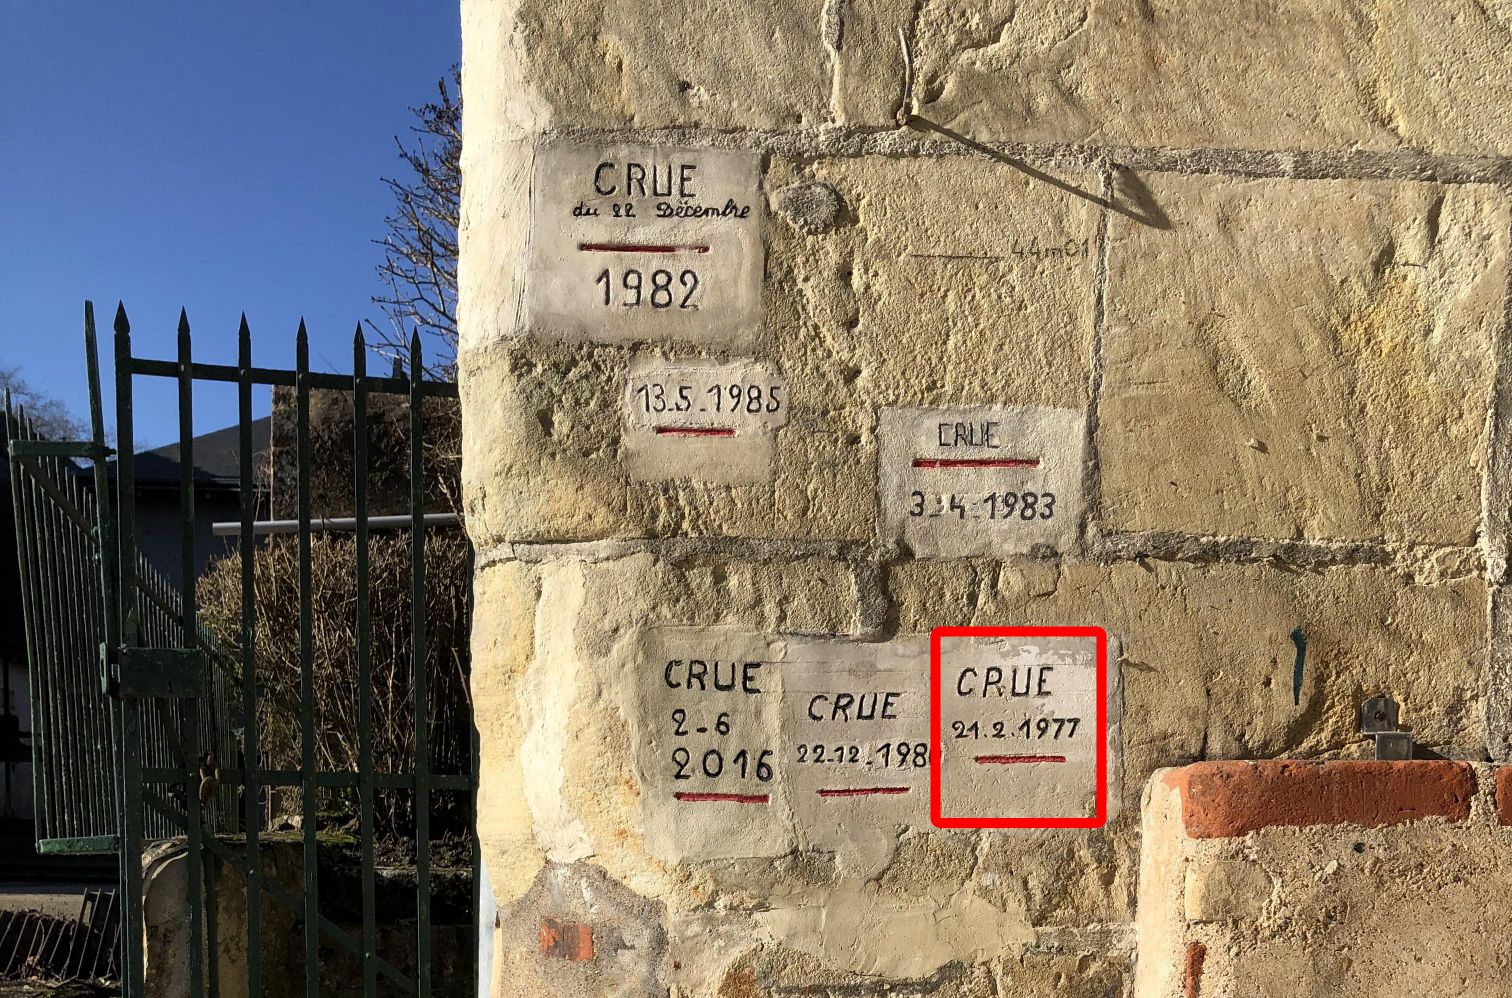 CRUE
du 22 Décembre
1982
44m01
13.5.1985
CRUE
3.4.1983
CRUE
2-6
2016
CRUE
CRUE
21.2.1977